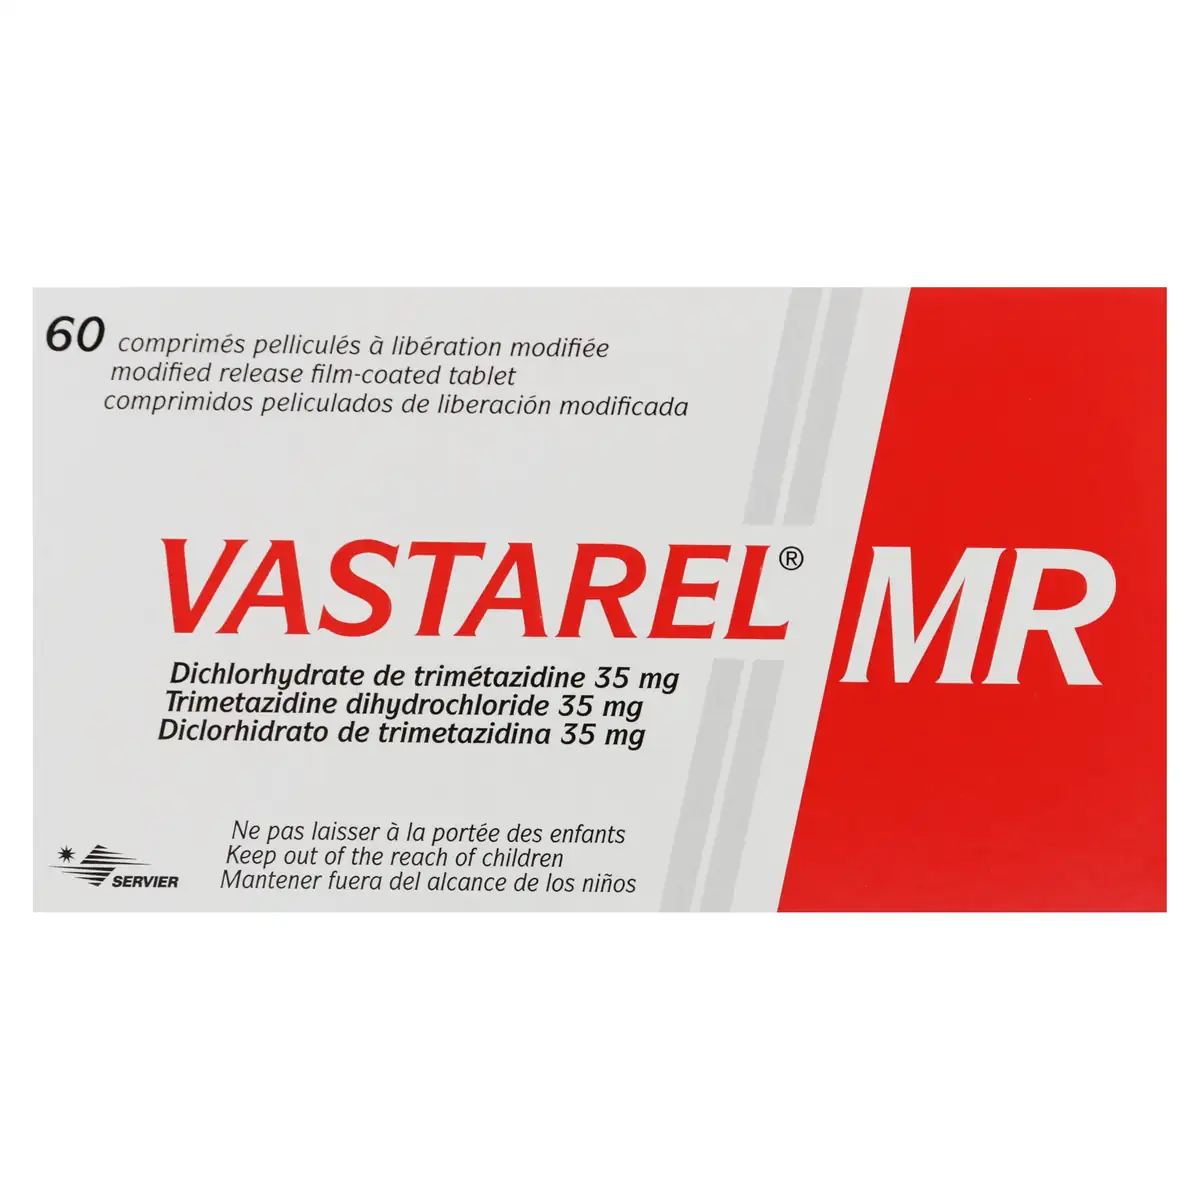 60 comprimés pelliculés à libération modifiée
modified release film-coated tablet
comprimidos peliculados de liberación modificada
VASTAREL® MR
Dichlorhydrate de trimétazidine 35 mg
Trimetazidine dihydrochloride 35 mg
Diclorhidrato de trimetazidina 35 mg
Ne pas laisser à la portée des enfants
Keep out of the reach of children
Mantener fuera del alcance de los niños
SERVIER